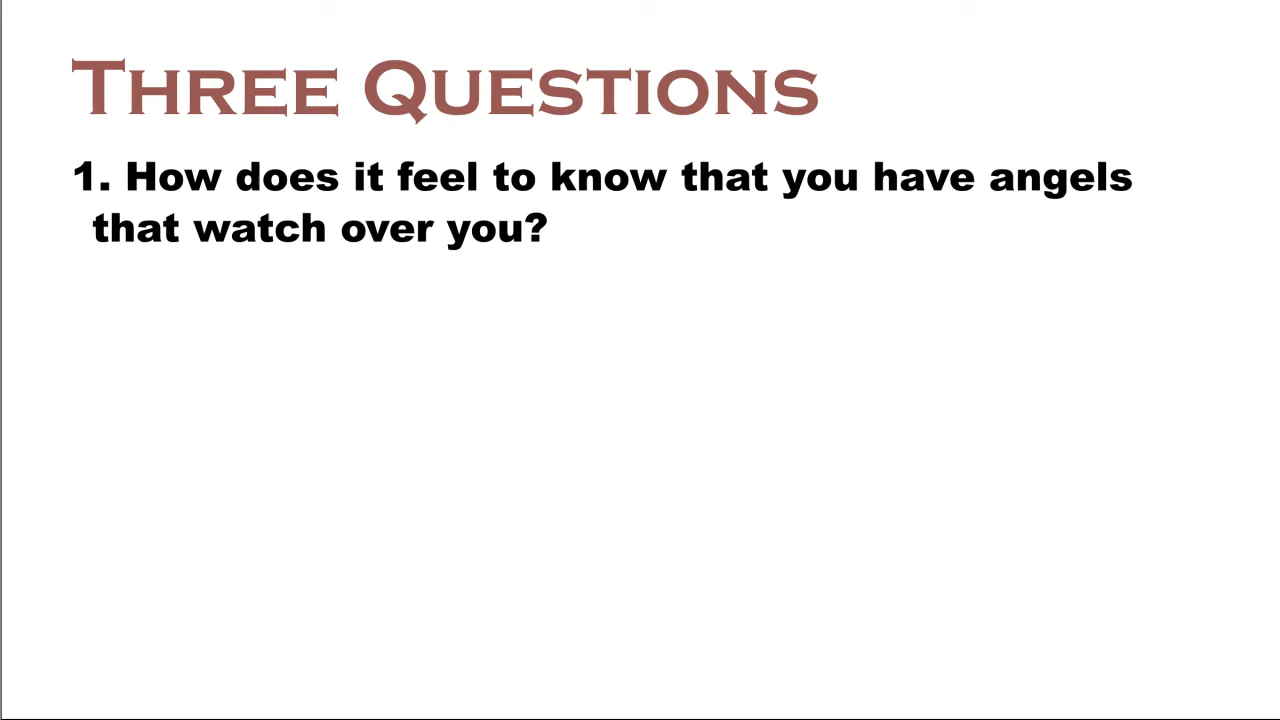 Three Questions
1. How does it feel to know that you have angels
that watch over you?